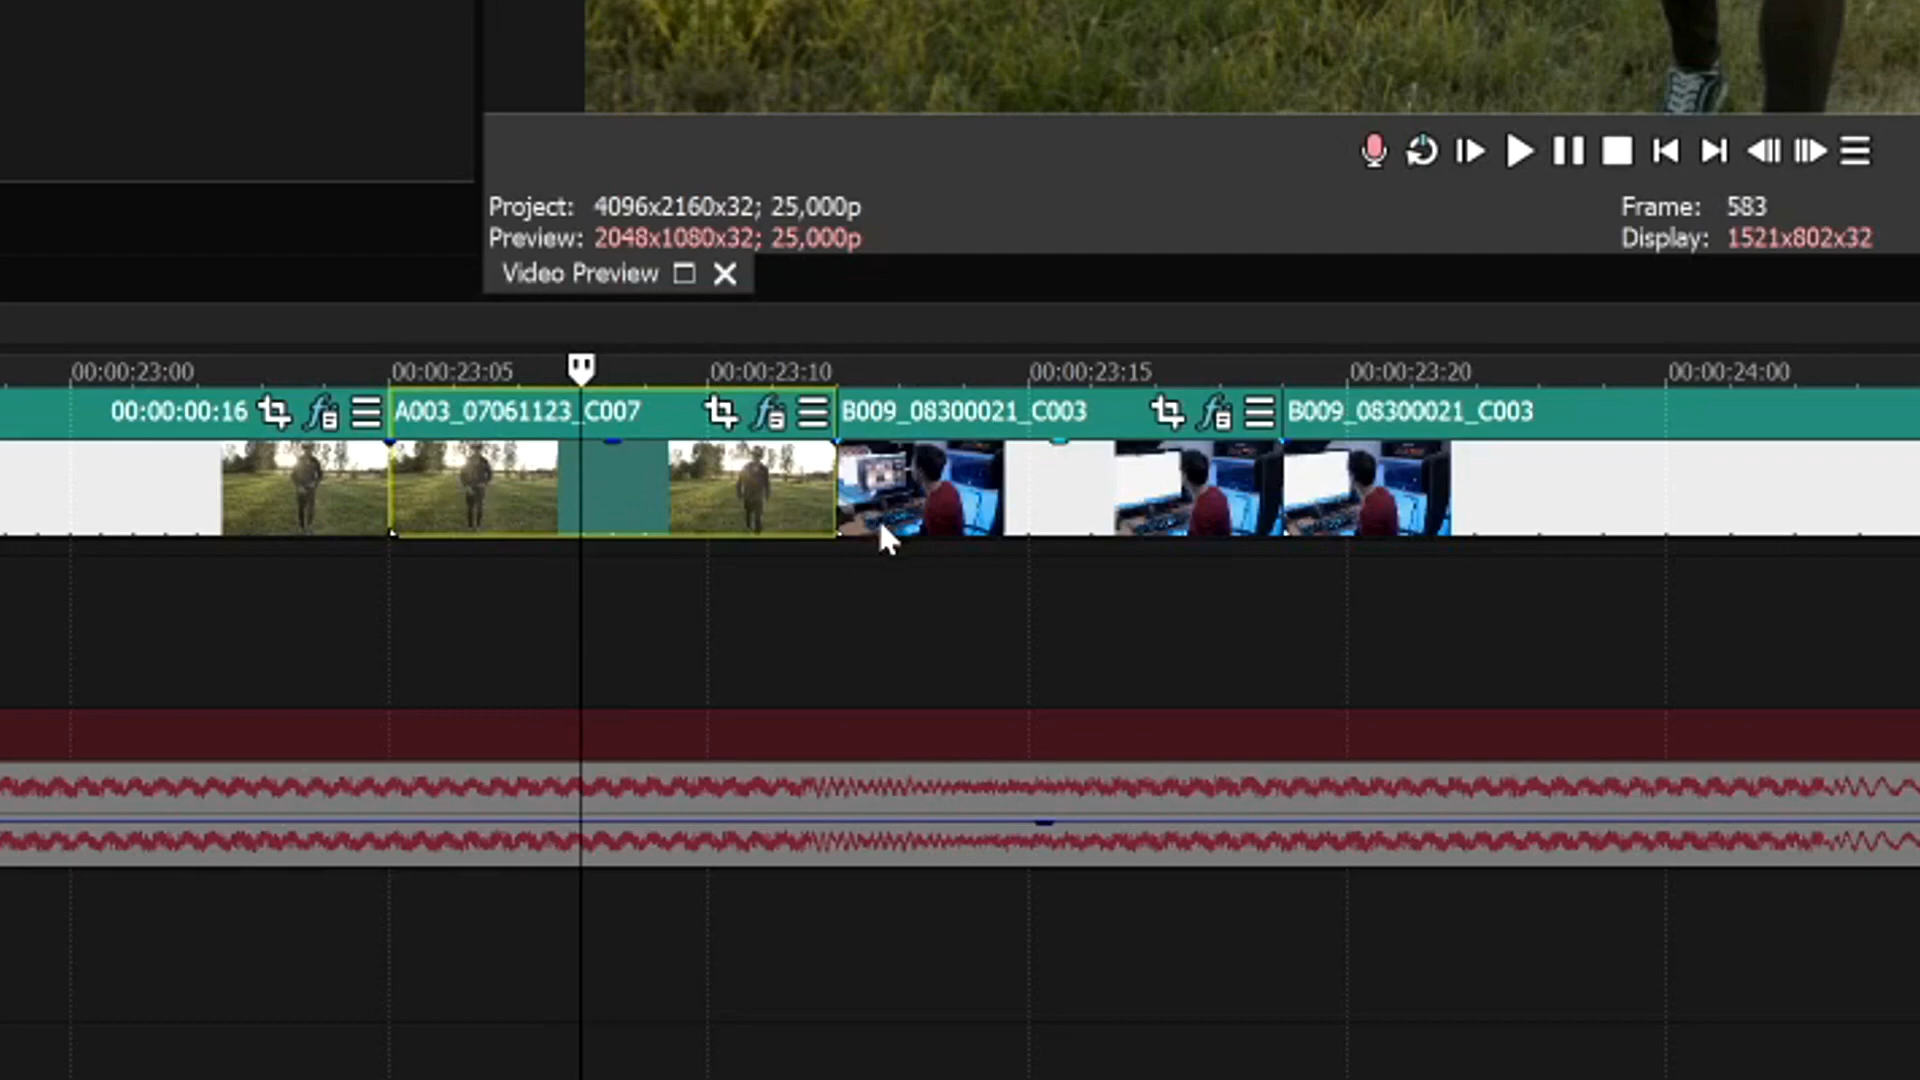 Project: 4096x2160x32; 25,000p
Frame: 583
Preview: 2048x1080x32; 25,000p
Display: 1521x802x32
Video Preview
00:00:23:00 00:00:23:05 00:00:23:10 00:00:23:15 00:00:23:20 00:00:24:00
00:00:00:16 A003_07061123_C007 B009_08300021_C003 B009_08300021_C003